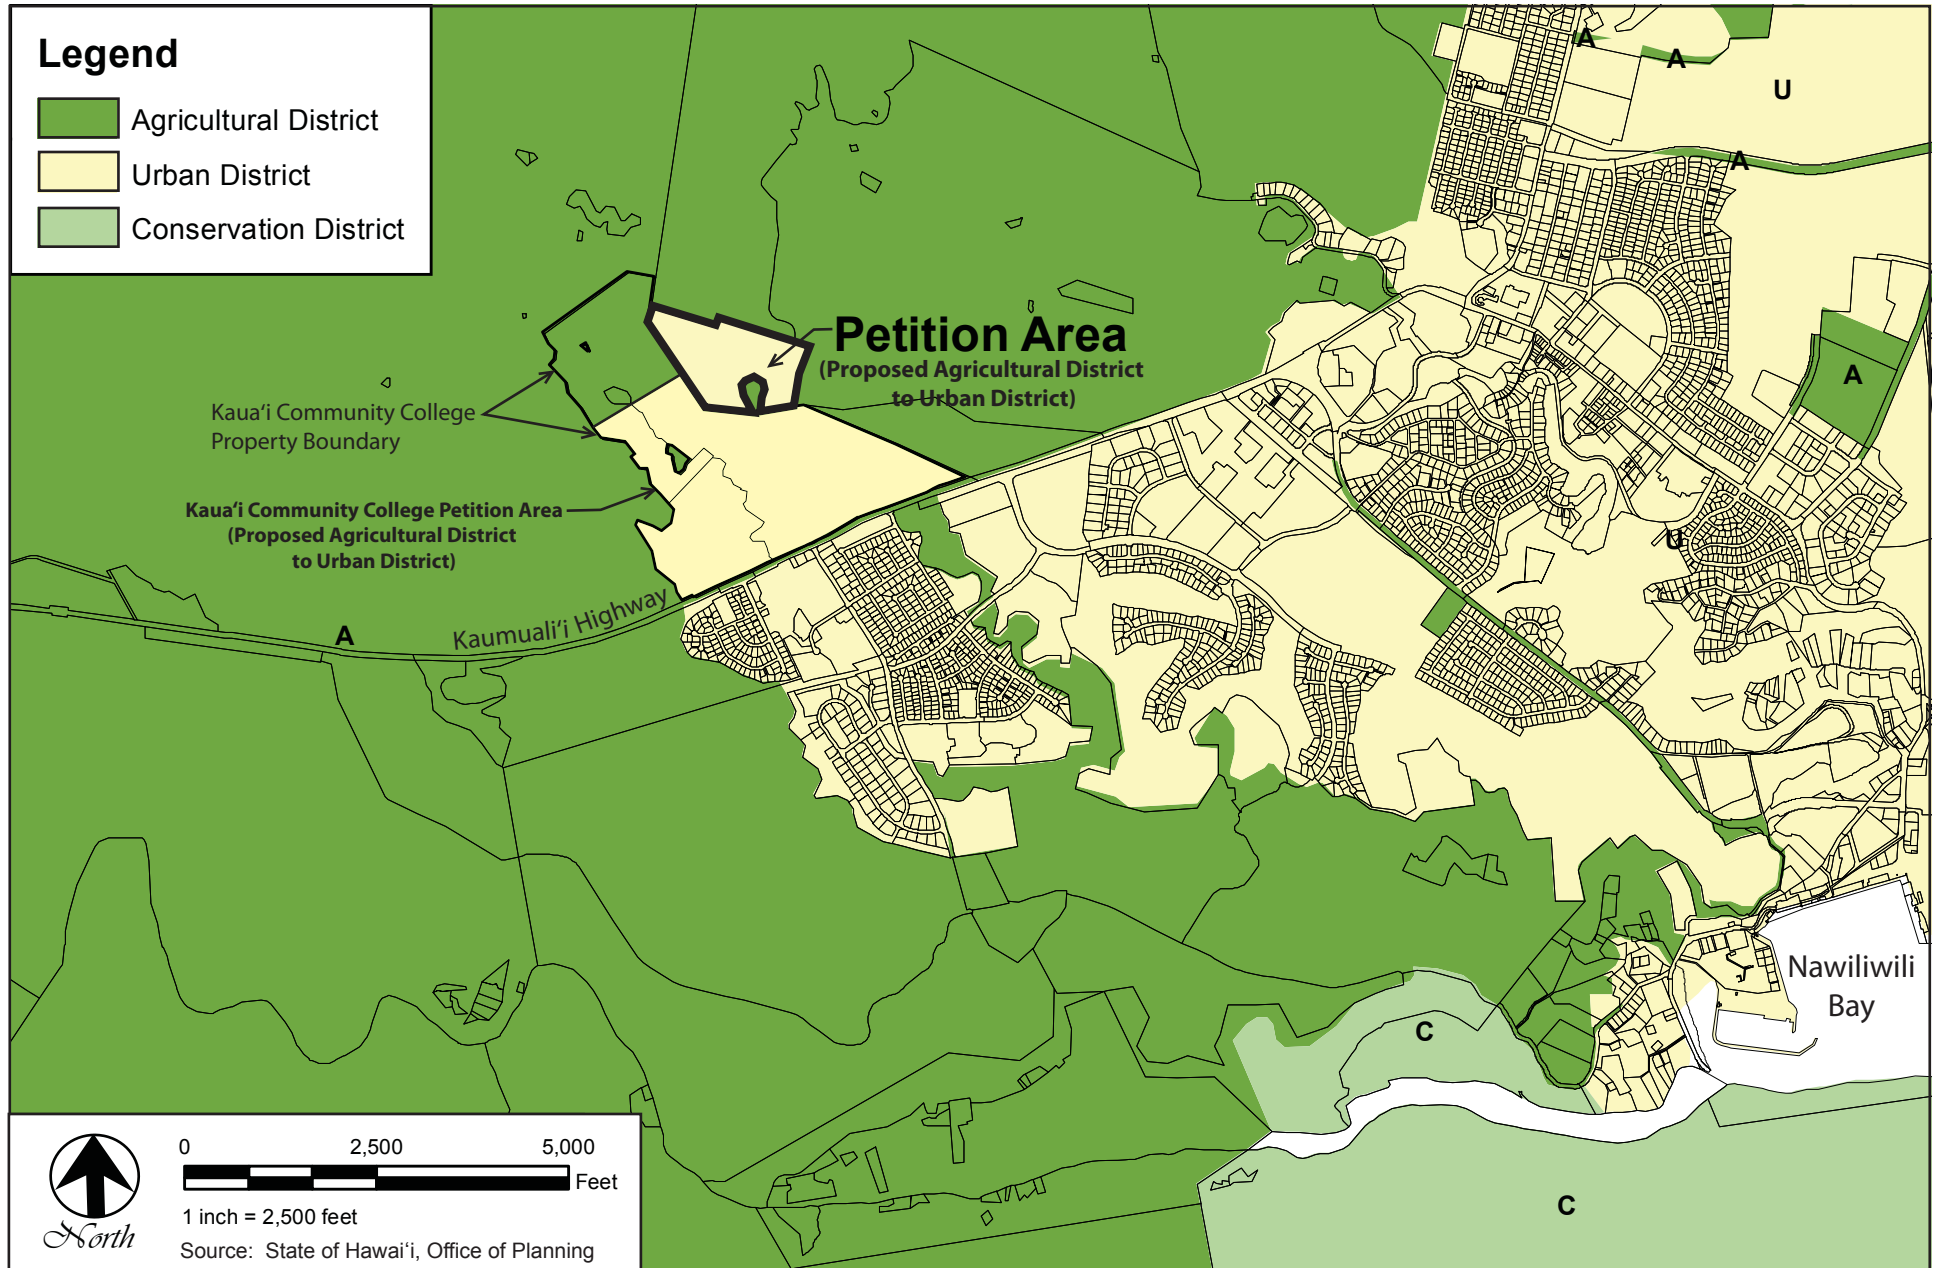 Legend
Agricultural District
Urban District
Conservation District
A
A
U
A
Petition Area
(Proposed Agricultural District
to Urban District)
A
Kaua‘i Community College
Property Boundary
Kaua‘i Community College Petition Area
(Proposed Agricultural District
to Urban District)
U
A
Kaumuali‘i Highway
Nawiliwili
Bay
C
C
North
0 2,500 5,000
Feet
1 inch = 2,500 feet
Source: State of Hawai‘i, Office of Planning